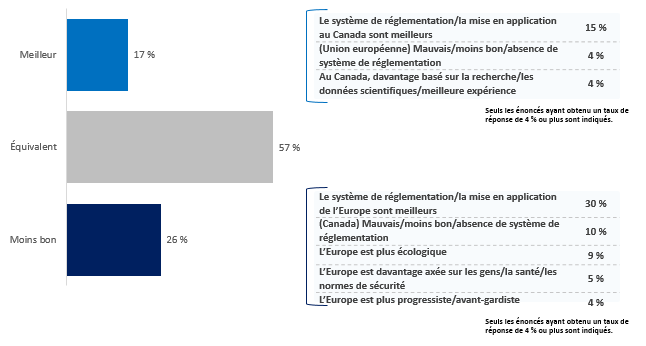 Meilleur
17 %
Le système de réglementation/la mise en application
au Canada sont meilleurs
15 %
(Union européenne) Mauvais/moins bon/absence de
système de réglementation
4 %
Au Canada, davantage basé sur la recherche/les
données scientifiques/meilleure expérience
4 %
Seuls les énoncés ayant obtenu un taux de
réponse de 4 % ou plus sont indiqués.
Équivalent
57 %
Moins bon
26 %
Le système de réglementation/la mise en application
de l’Europe sont meilleurs
30 %
(Canada) Mauvais/moins bon/absence de système de
réglementation
10 %
L’Europe est plus écologique
9 %
L’Europe est davantage axée sur les gens/la santé/les
normes de sécurité
5 %
L’Europe est plus progressiste/avant-gardiste
4 %
Seuls les énoncés ayant obtenu un taux de
réponse de 4 % ou plus sont indiqués.